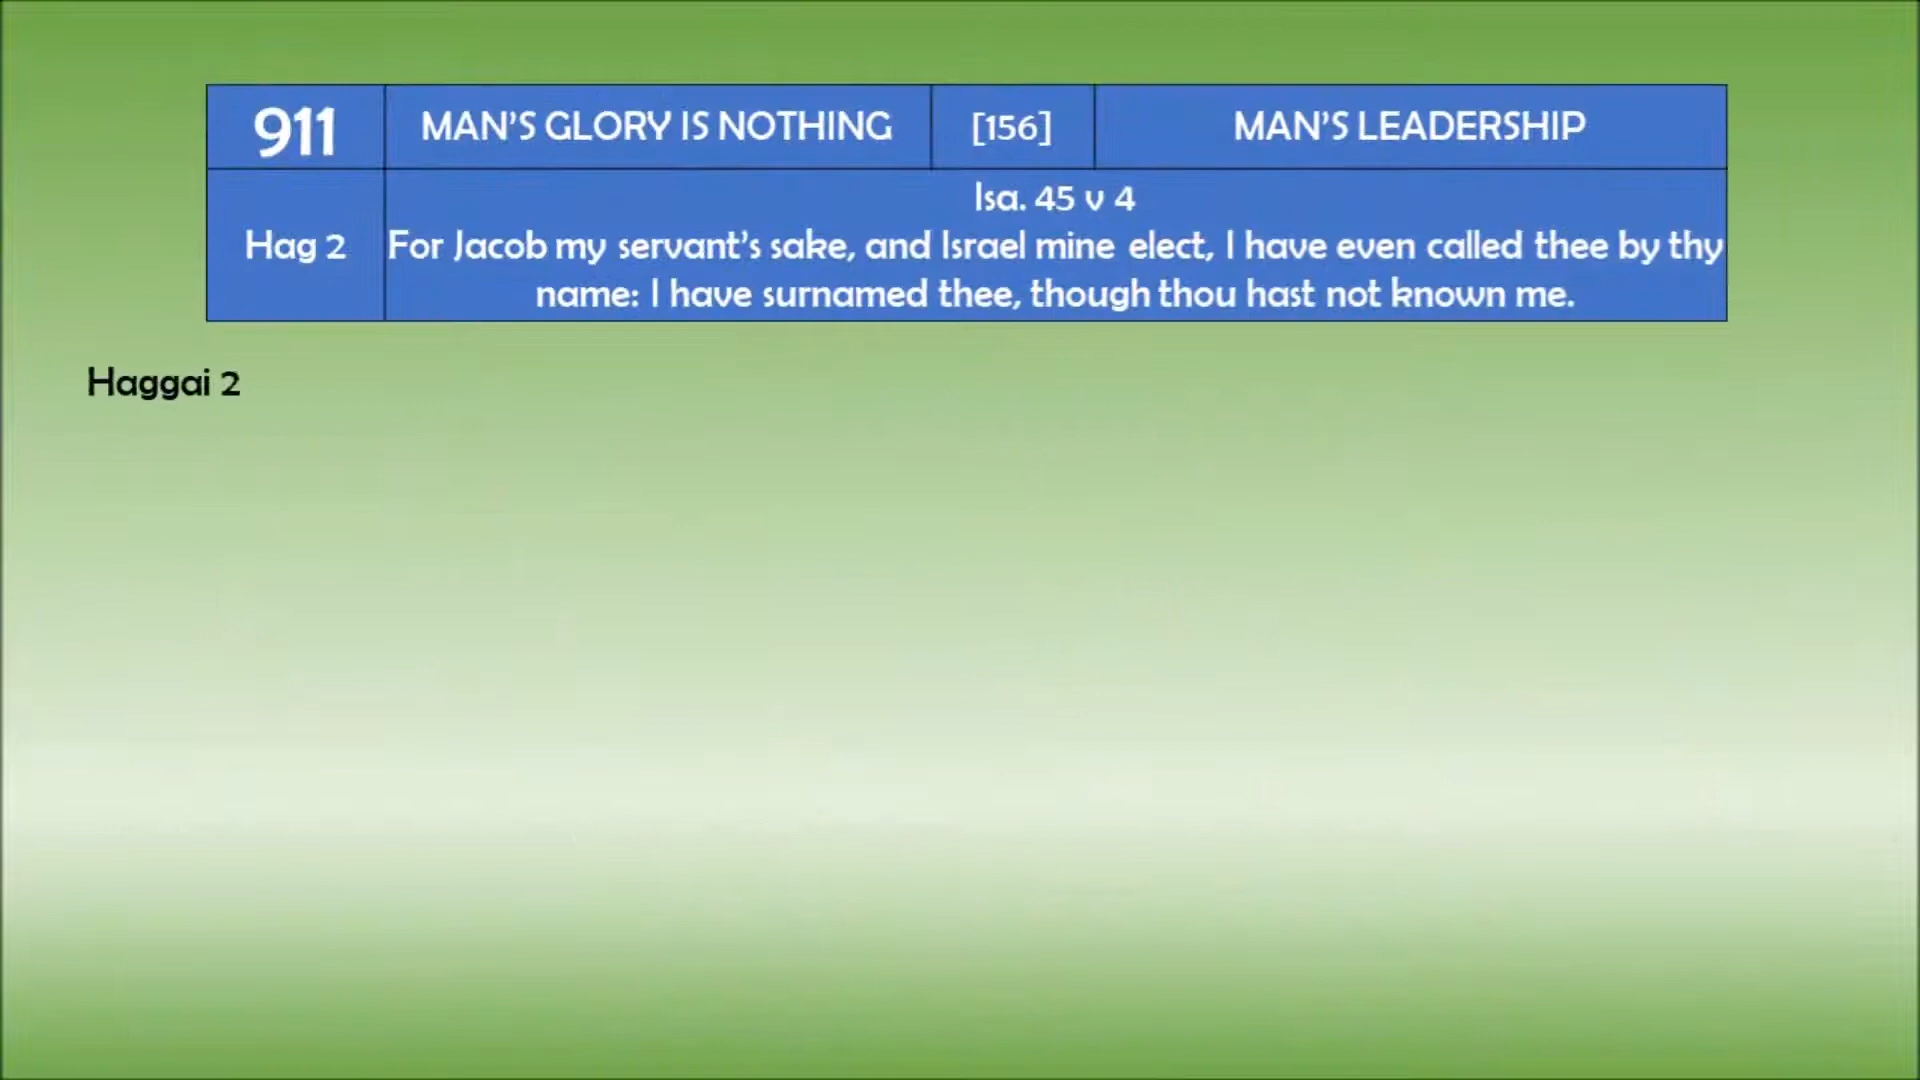 911 MAN'S GLORY IS NOTHING [156] MAN'S LEADERSHIP
Isa. 45 v 4
Hag 2 For Jacob my servant's sake, and Israel mine elect, I have even called thee by thy
name: I have surnamed thee, though thou hast not known me.
Haggai 2